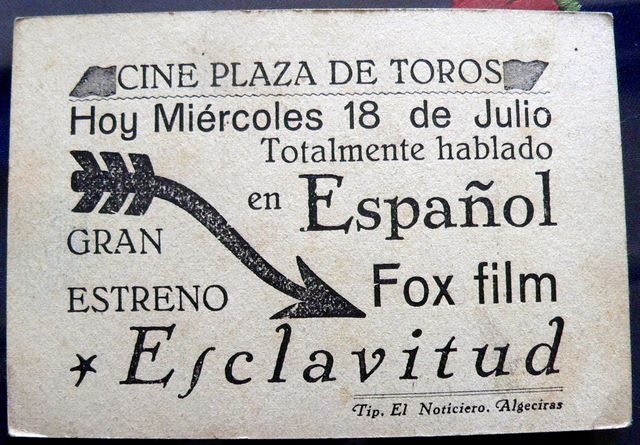 CINE PLAZA DE TOROS
Hoy Miércoles 18 de Julio
Totalmente hablado
en Español
GRAN
ESTRENO
Fox film
Eſclavitud
Tip. El Noticiero. Algeciras